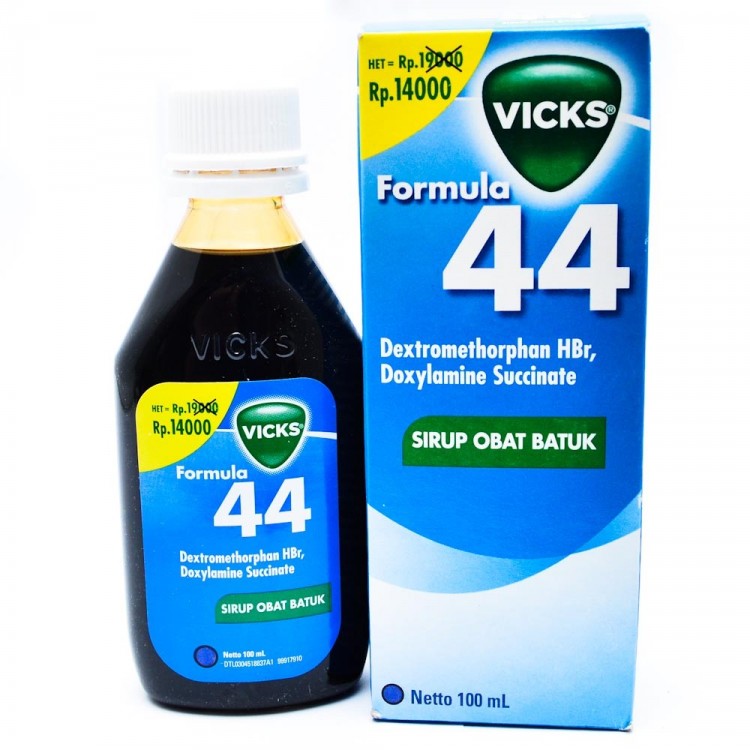 HET = Rp.19000
Rp.14000
VICKS®
Formula
44
Dextromethorphan HBr,
Doxylamine Succinate
SIRUP OBAT BATUK
Netto 100 mL
VICKS
HET = Rp.19000
Rp.14000
VICKS®
Formula
44
Dextromethorphan HBr,
Doxylamine Succinate
SIRUP OBAT BATUK
Netto 100 mL